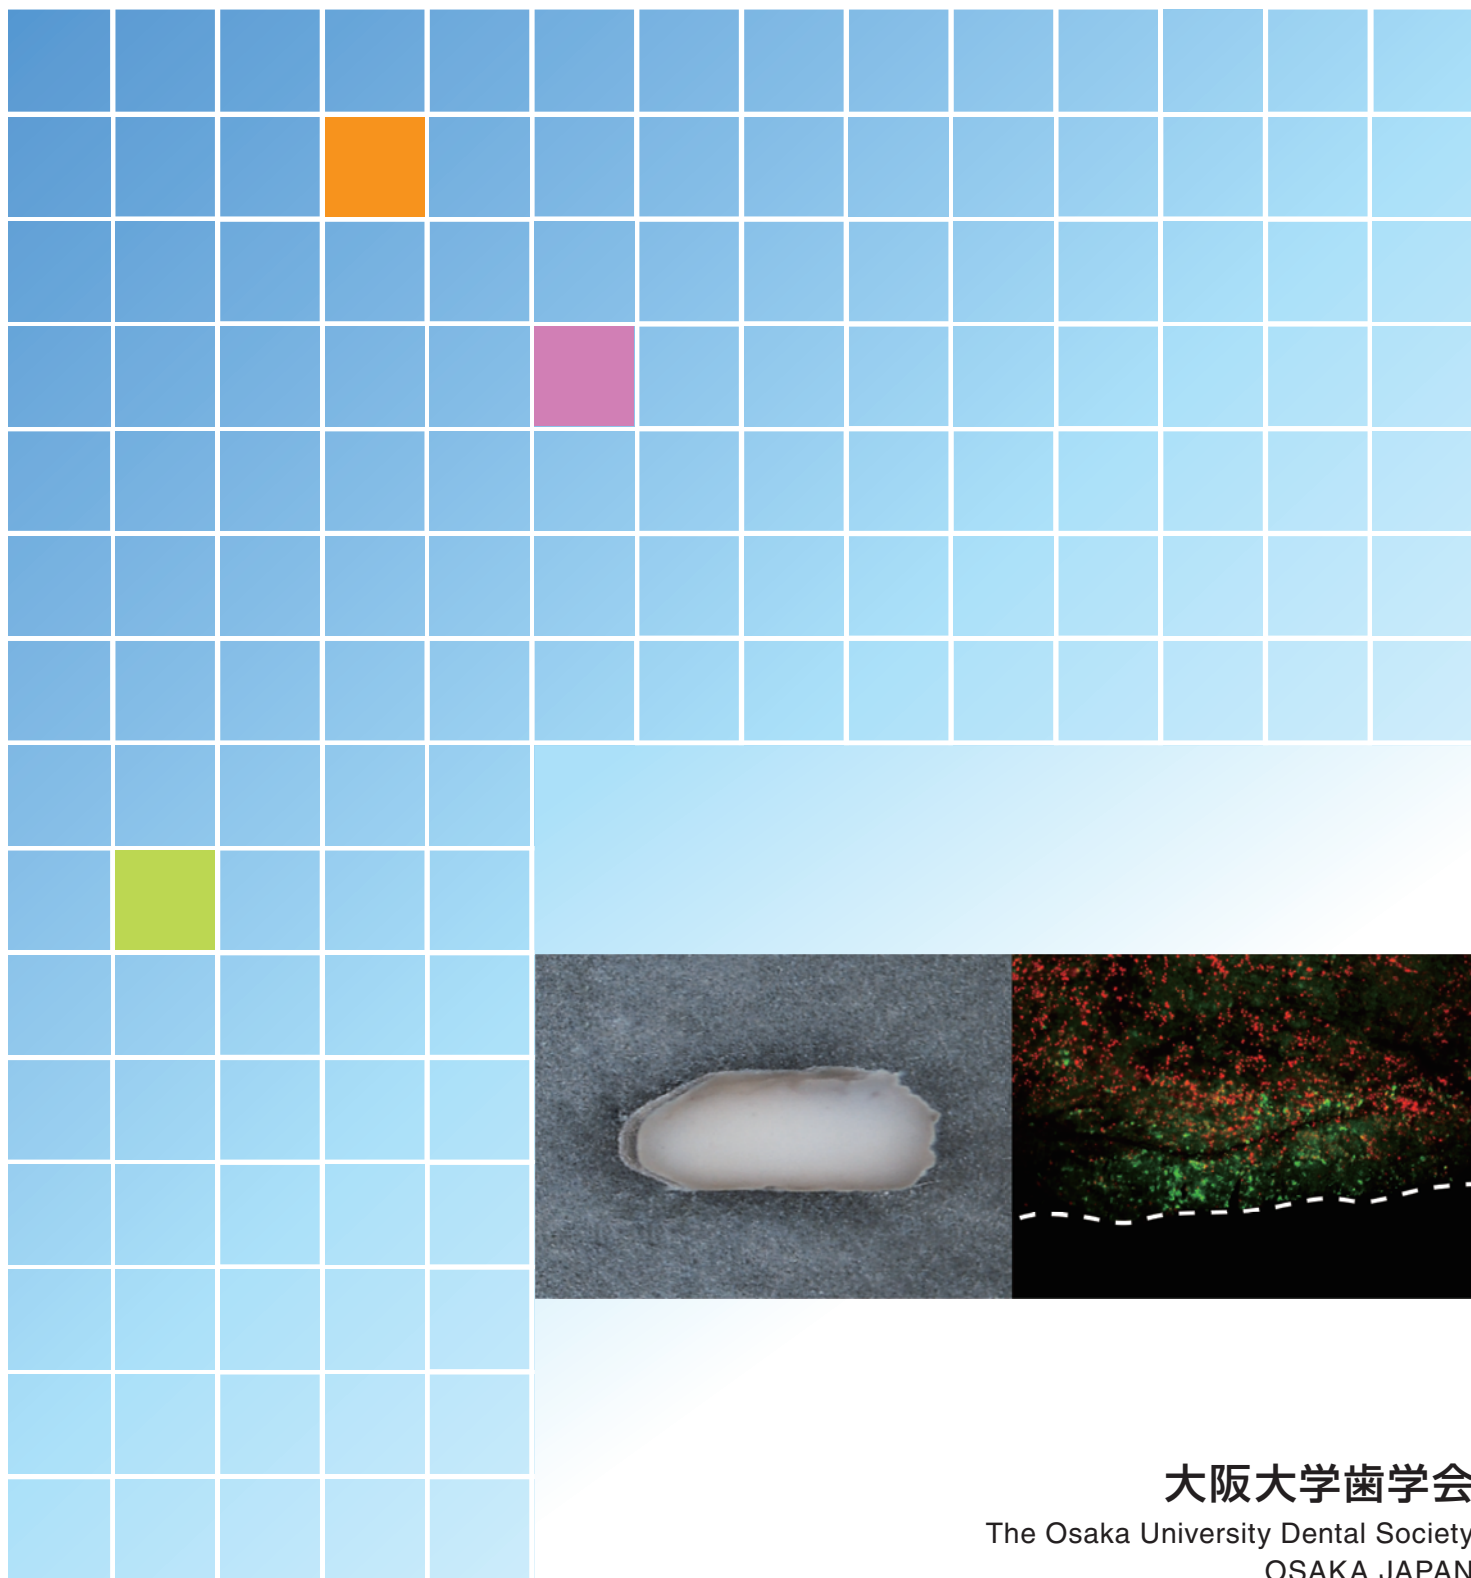 大阪大学歯学会
The Osaka University Dental Society
OSAKA JAPAN